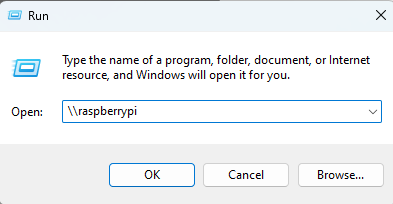 Run
Type the name of a program, folder, document, or Internet
resource, and Windows will open it for you.
Open: \\raspberrypi
OK Cancel Browse...